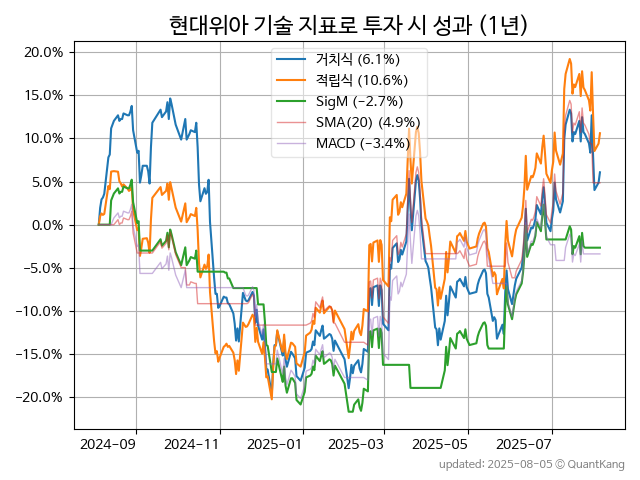 현대위아 기술 지표로 투자 시 성과 (1년)
20.0%
15.0%
10.0%
5.0%
0.0%
−5.0%
−10.0%
−15.0%
−20.0%
거치식 (6.1%)
적립식 (10.6%)
SigM (−2.7%)
SMA(20) (4.9%)
MACD (−3.4%)
2024-09
2024-11
2025-01
2025-03
2025-05
2025-07
updated: 2025-08-05 © QuantKang